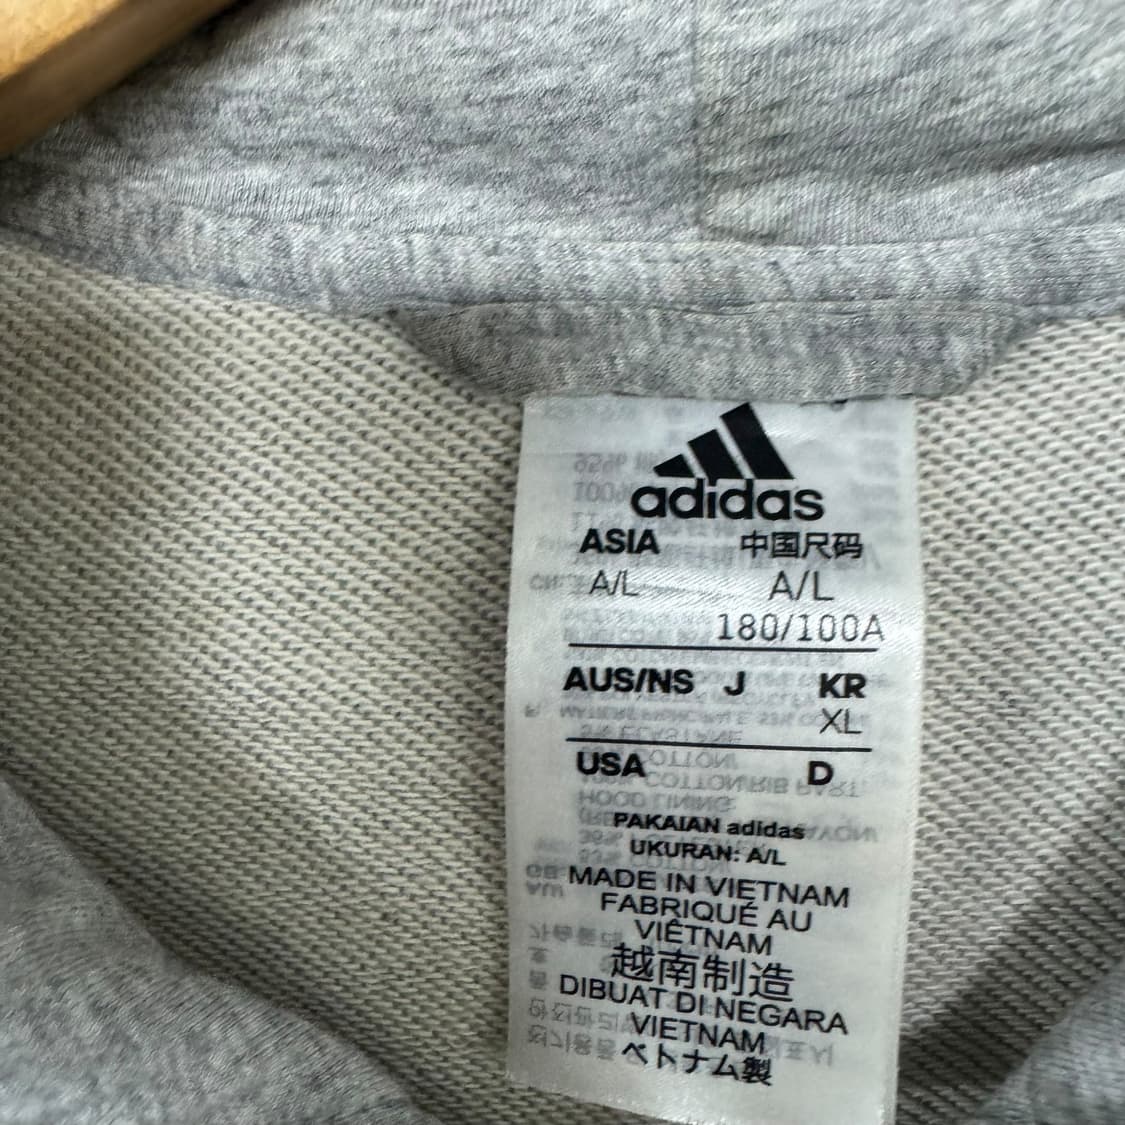 adidas
ASIA 中国尺码
A/L A/L
180/100A
AUS/NS J KR
XL
USA D
PAKAIAN adidas
UKURAN: A/L
MADE IN VIETNAM
FABRIQUÉ AU
VIÊTNAM
越南制造
DIBUAT DI NEGARA
VIETNAM
ベトナム製